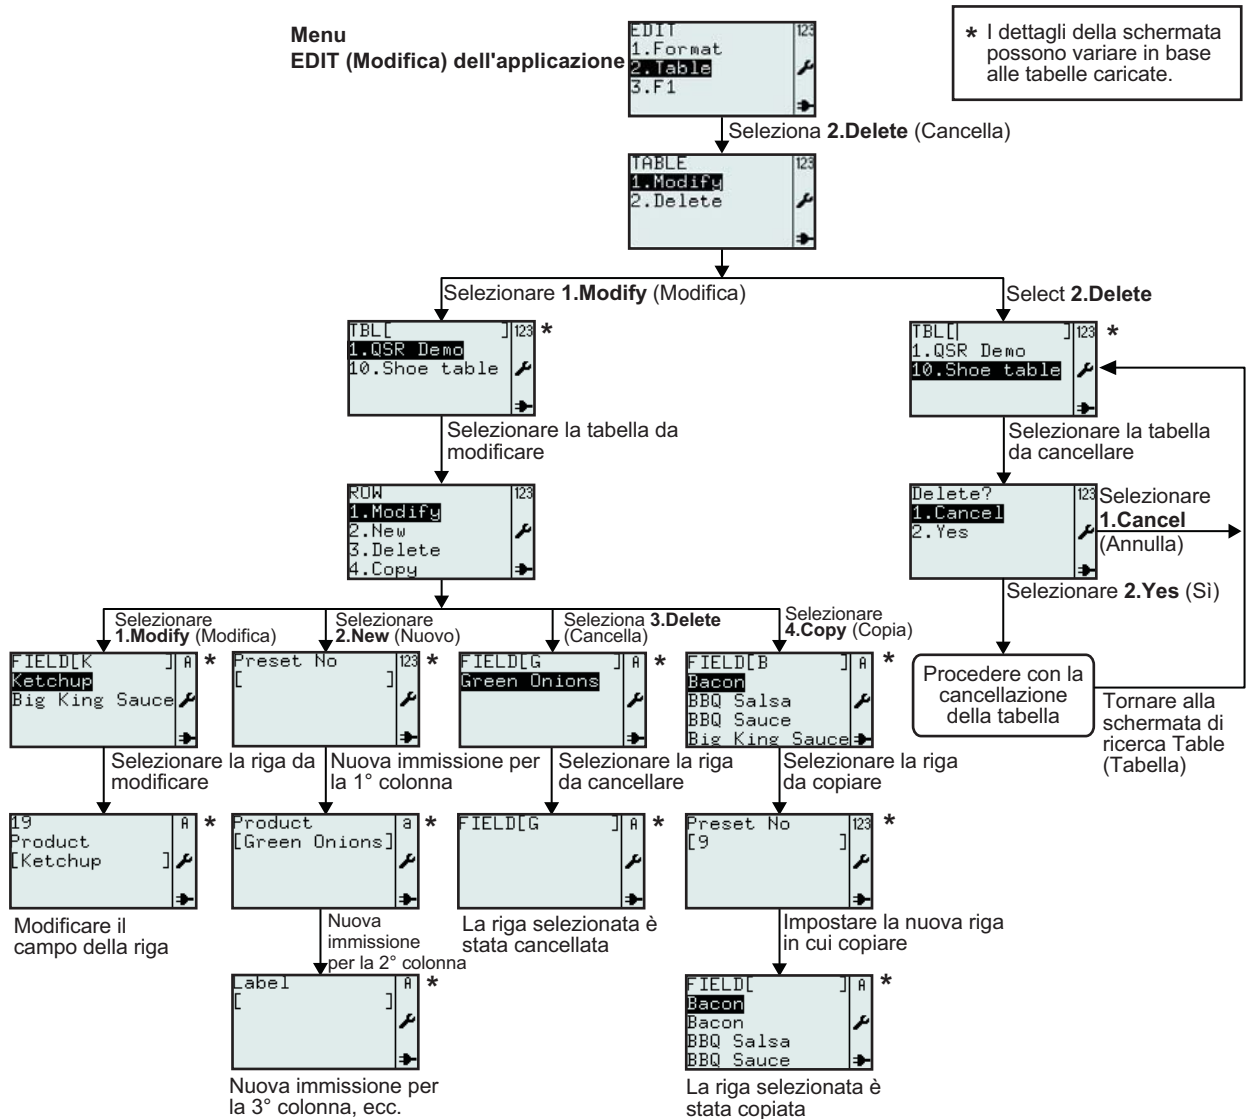 Menu
EDIT (Modifica) dell'applicazione
EDIT 123
1.Format
2.Table
3.F1
* I dettagli della schermata
possono variare in base
alle tabelle caricate.
Seleziona 2.Delete (Cancella)
TABLE 123
1.Modify
2.Delete
Selezionare 1.Modify (Modifica)
Select 2.Delete
TBL[ ] 123 *
1.QSR Demo
10.Shoe table
TBL[ ] 123 *
1.QSR Demo
10.Shoe table
Selezionare la tabella da
modificare
Selezionare la tabella
da cancellare
ROW 123
1.Modify
2.New
3.Delete
4.Copy
Delete? 123
1.Cancel
2.Yes
Selezionare
1.Cancel
(Annulla)
Selezionare 2.Yes (Sì)
Selezionare
1.Modify (Modifica)
Selezionare
2.New (Nuovo)
Seleziona 3.Delete
(Cancella)
Selezionare
4.Copy (Copia)
FIELD[K ] A *
Ketchup
Big King Sauce
Preset No 123 *
[ ]
FIELD[G ] A *
Green Onions
FIELD[B ] A *
Bacon
BBQ Salsa
BBQ Sauce
Big King Sauce
Procedere con la
cancellazione
della tabella
Tornare alla
schermata di
ricerca Table
(Tabella)
Selezionare la riga da
modificare
Nuova immissione per
la 1° colonna
Selezionare la riga
da cancellare
Selezionare la riga
da copiare
19 A *
Product
[Ketchup ]
Product a *
[Green Onions]
FIELD[G ] A *
Preset No 123 *
[9 ]
Modificare il
campo della riga
Nuova
immissione
per la 2° colonna
La riga selezionata è
stata cancellata
Impostare la nuova riga
in cui copiare
Label A *
[ ]
FIELD[ ] A *
Bacon
Bacon
BBQ Salsa
BBQ Sauce
Nuova immissione per
la 3° colonna, ecc.
La riga selezionata è
stata copiata